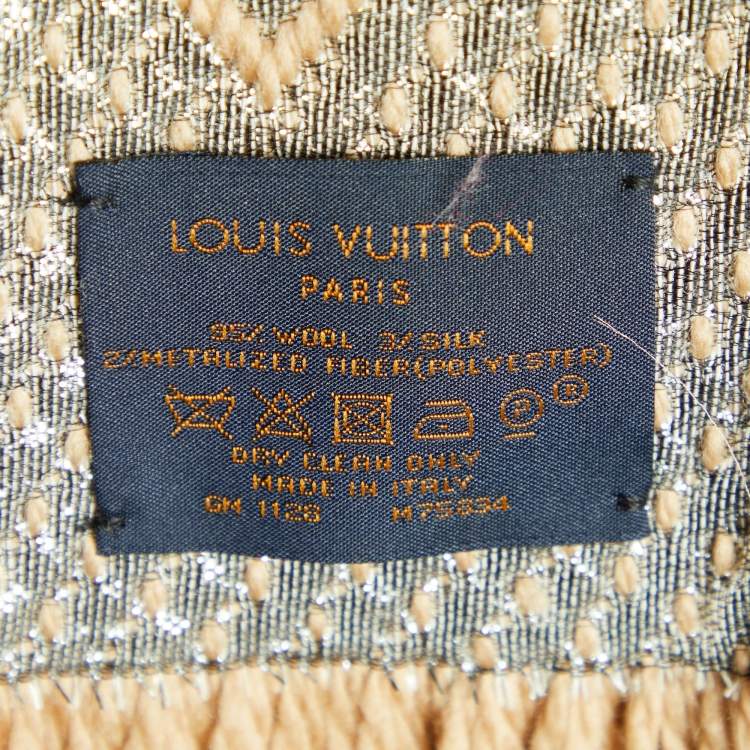 LOUIS VUITTON
PARIS
95% WOOL 3% SILK
2% METALIZED FIBER(POLYESTER)
P ®
DRY CLEAN ONLY
MADE IN ITALY
GN 1128 M75834